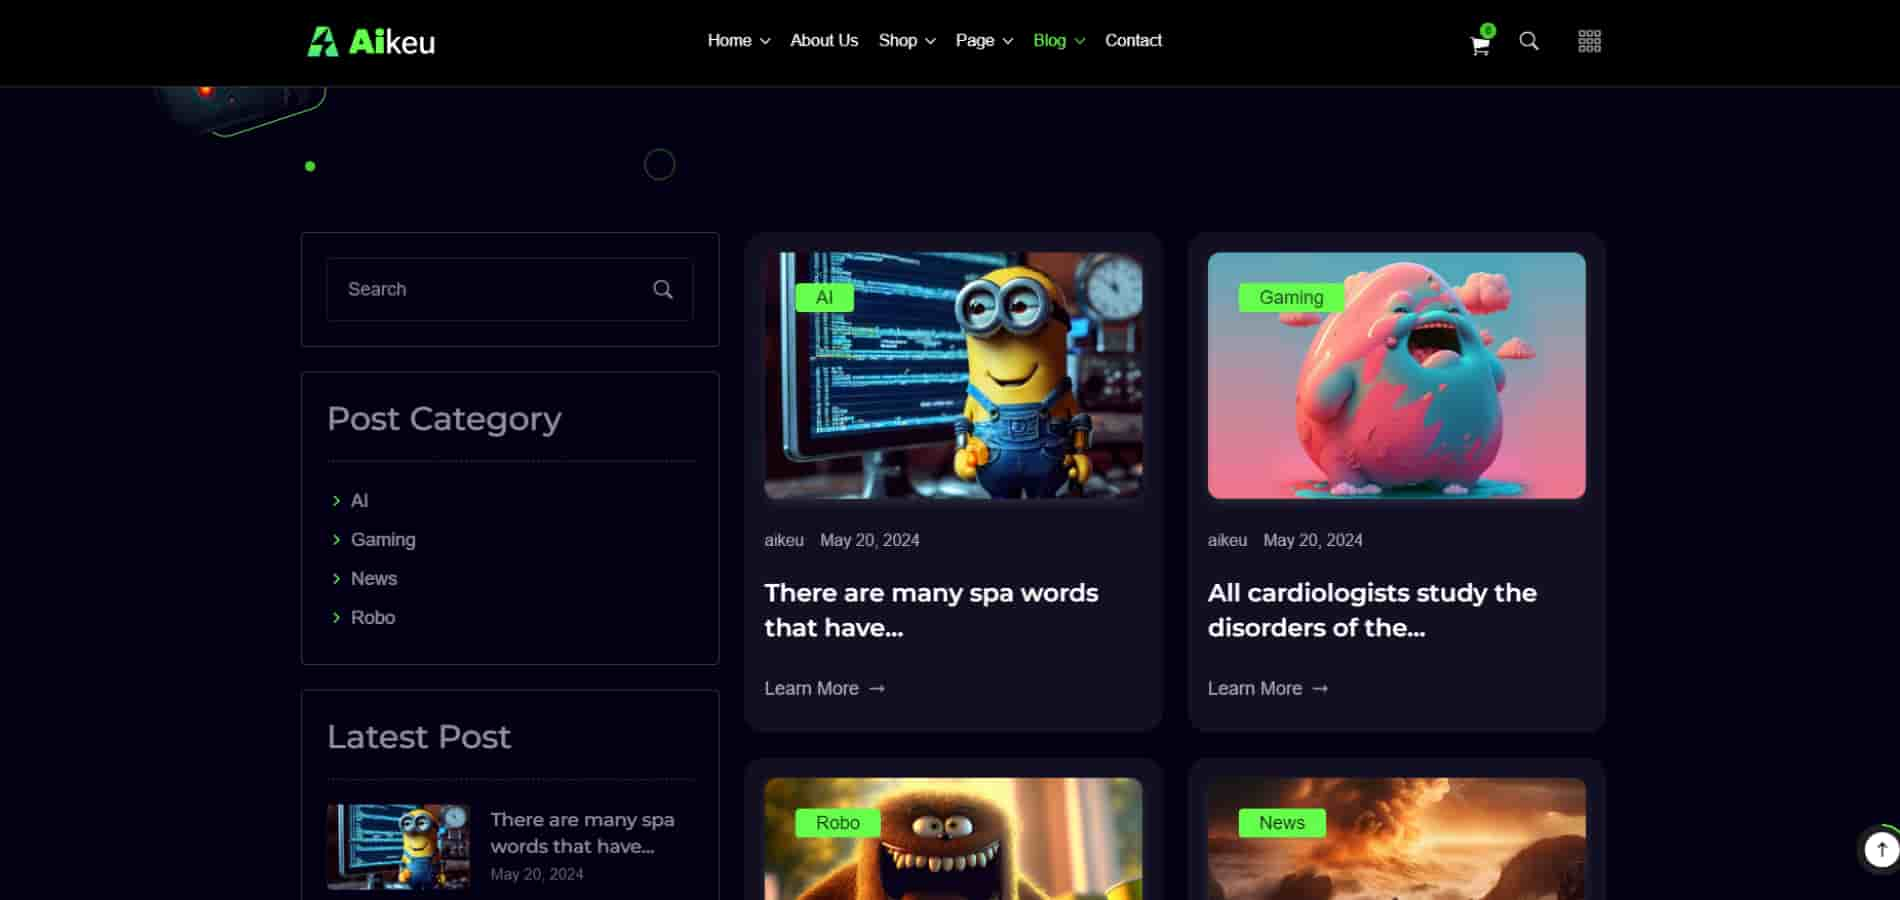 Aikeu
Home
About Us
Shop
Page
Blog
Contact
Search
Post Category
AI
Gaming
News
Robo
Latest Post
There are many spa
words that have...
May 20, 2024
AI
aikeu May 20, 2024
There are many spa words
that have...
Learn More →
Gaming
aikeu May 20, 2024
All cardiologists study the
disorders of the...
Learn More →
Robo
News